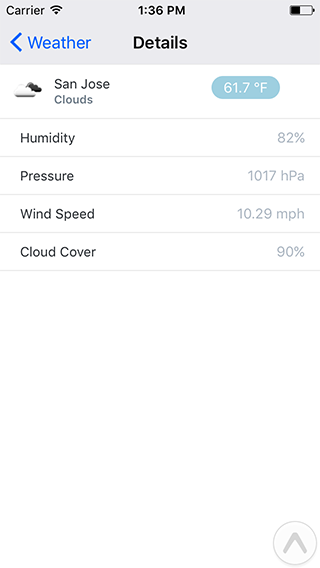 Carrier 1:36 PM
Weather Details
San Jose 61.7 °F
Clouds
Humidity 82%
Pressure 1017 hPa
Wind Speed 10.29 mph
Cloud Cover 90%